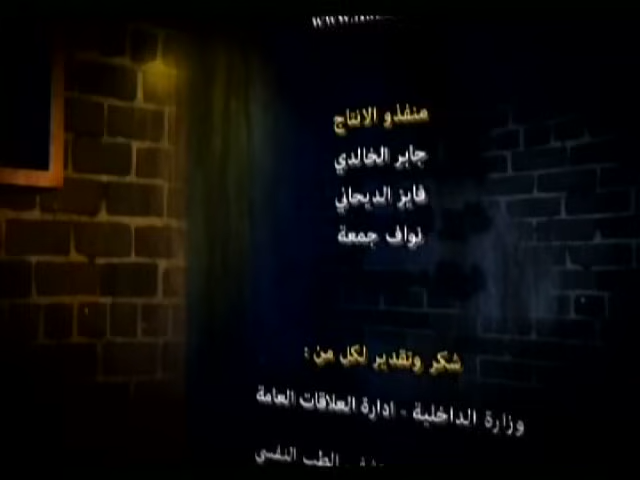 منفذو الانتاج
جابر الخالدي
فايز الديحاني
نواف جمعة
شكر وتقدير لكل من :
وزارة الداخلية - ادارة العلاقات العامة
الطب النفسي